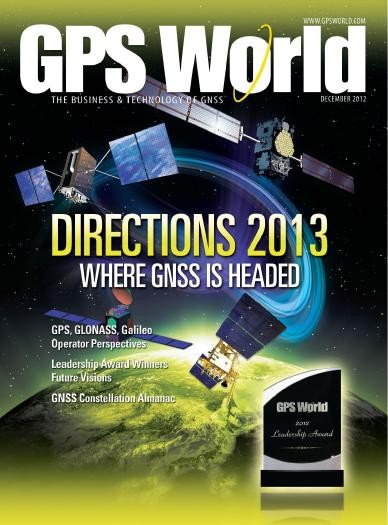 WWW.GPSWORLD.COM
GPS World
THE BUSINESS & TECHNOLOGY OF GNSS
DECEMBER 2012
DIRECTIONS 2013
WHERE GNSS IS HEADED
GPS, GLONASS, Galileo
Operator Perspectives
Leadership Award Winners
Future Visions
GNSS Constellation Almanac
GPS World
2012
Leadership Award